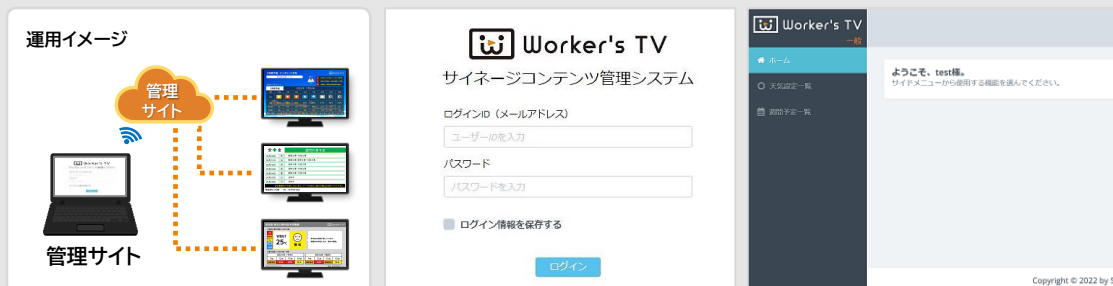 運用イメージ
管理
サイト
管理サイト
Worker's TV
サイネージコンテンツ管理システム
ログインID（メールアドレス）
ユーザーIDを入力
パスワード
パスワードを入力
ログイン情報を保存する
ログイン
Worker's TV
一般
ホーム
天気設定一覧
週間予定一覧
ようこそ、test様。
サイドメニューから使用する機能を選んでください。
Copyright © 2022 by S